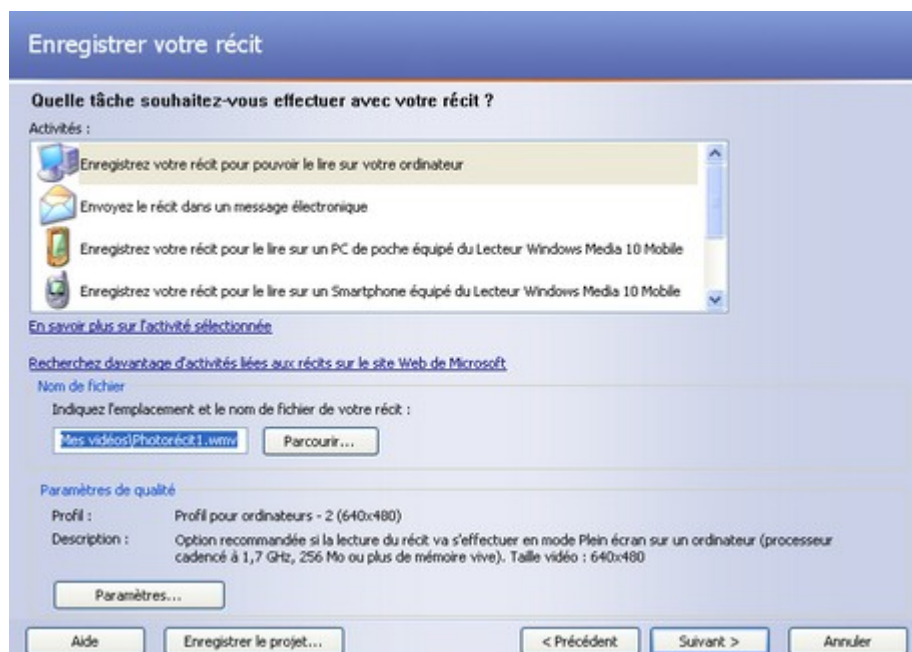 Enregistrer votre récit
Quelle tâche souhaitez-vous effectuer avec votre récit ?
Activités :
Enregistrez votre récit pour pouvoir le lire sur votre ordinateur
Envoyez le récit dans un message électronique
Enregistrez votre récit pour le lire sur un PC de poche équipé du Lecteur Windows Media 10 Mobile
Enregistrez votre récit pour le lire sur un Smartphone équipé du Lecteur Windows Media 10 Mobile
En savoir plus sur l'activité sélectionnée
Recherchez davantage d'activités liées aux récits sur le site Web de Microsoft
Nom de fichier
Indiquez l'emplacement et le nom de fichier de votre récit :
Mes vidéos\Photorécit1.wmv Parcourir...
Paramètres de qualité
Profil : Profil pour ordinateurs - 2 (640x480)
Description : Option recommandée si la lecture du récit va s'effectuer en mode Plein écran sur un ordinateur (processeur
cadencé à 1,7 GHz, 256 Mo ou plus de mémoire vive). Taille vidéo : 640x480
Paramètres...
Aide Enregistrer le projet... < Précédent Suivant > Annuler